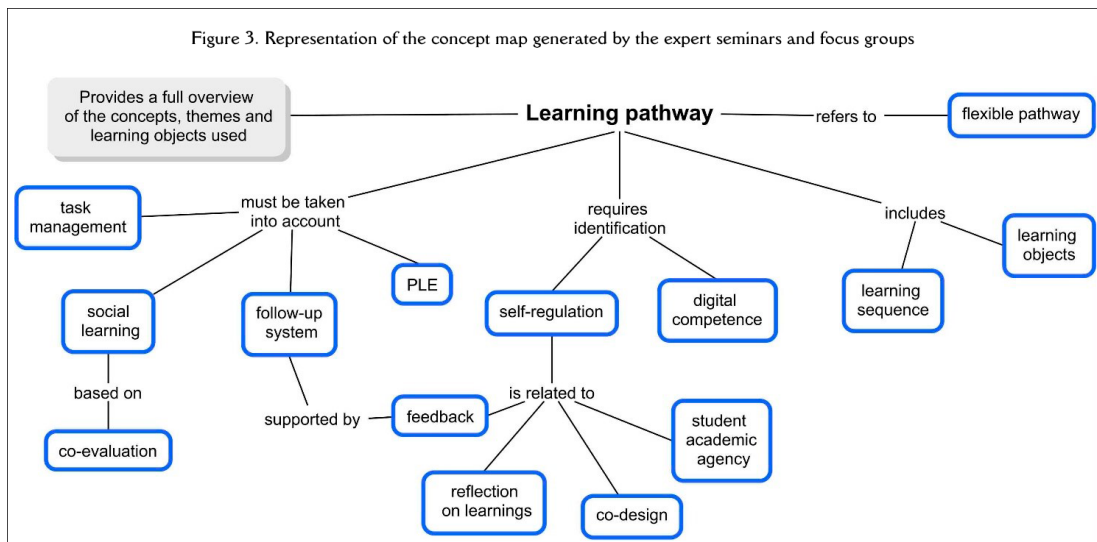 Figure 3. Representation of the concept map generated by the expert seminars and focus groups
Provides a full overview
of the concepts, themes and
learning objects used
Learning pathway
refers to
flexible pathway
task
management
must be taken
into account
requires
identification
includes
learning
objects
social
learning
follow-up
system
PLE
self-regulation
digital
competence
learning
sequence
based on
is related to
supported by
feedback
student
academic
agency
co-evaluation
reflection
on learnings
co-design